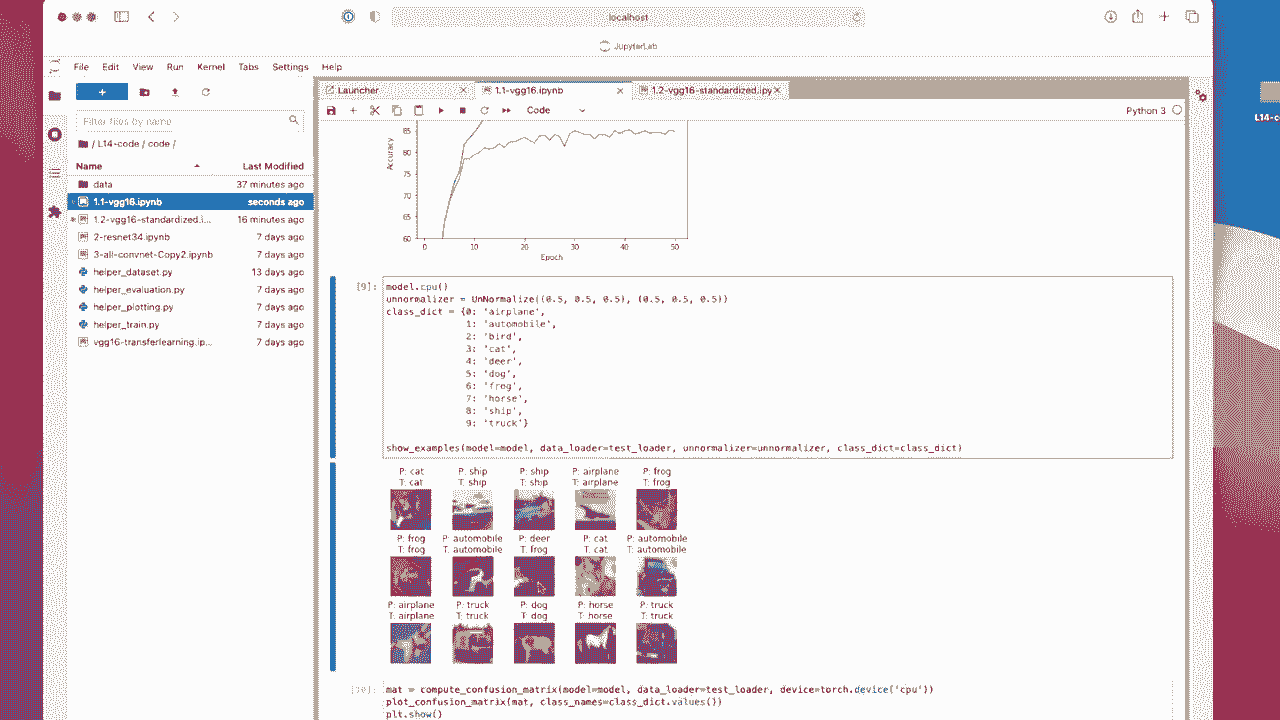 localhost
JupyterLab
File Edit View Run Kernel Tabs Settings Help
Launcher
1.1-vgg16.ipynb
1.2-vgg16-standardized.ipy
Filter files by name
Code
Python 3
/ L14-code / code /
Name Last Modified
data 37 minutes ago
1.1-vgg16.ipynb seconds ago
1.2-vgg16-standardized.i... 16 minutes ago
2-resnet34.ipynb 7 days ago
3-all-convnet-Copy2.ipynb 7 days ago
helper_dataset.py 13 days ago
helper_evaluation.py 7 days ago
helper_plotting.py 7 days ago
helper_train.py 7 days ago
vgg16-transferlearning.ip... 7 days ago
85
80
75
70
65
60
Accuracy
0 10 20 30 40 50
Epoch
[9]:
model.cpu()
unnormalizer = UnNormalize((0.5, 0.5, 0.5), (0.5, 0.5, 0.5))
class_dict = {0: 'airplane',
1: 'automobile',
2: 'bird',
3: 'cat',
4: 'deer',
5: 'dog',
6: 'frog',
7: 'horse',
8: 'ship',
9: 'truck'}
show_examples(model=model, data_loader=test_loader, unnormalizer=unnormalizer, class_dict=class_dict)
P: cat P: ship P: ship P: airplane P: frog
T: cat T: ship T: ship T: airplane T: frog
P: frog P: automobile P: deer P: cat P: automobile
T: frog T: automobile T: frog T: cat T: automobile
P: airplane P: truck P: dog P: horse P: truck
T: airplane T: truck T: dog T: horse T: truck
[10]:
mat = compute_confusion_matrix(model=model, data_loader=test_loader, device=torch.device('cpu'))
plot_confusion_matrix(mat, class_names=class_dict.values())
plt.show()